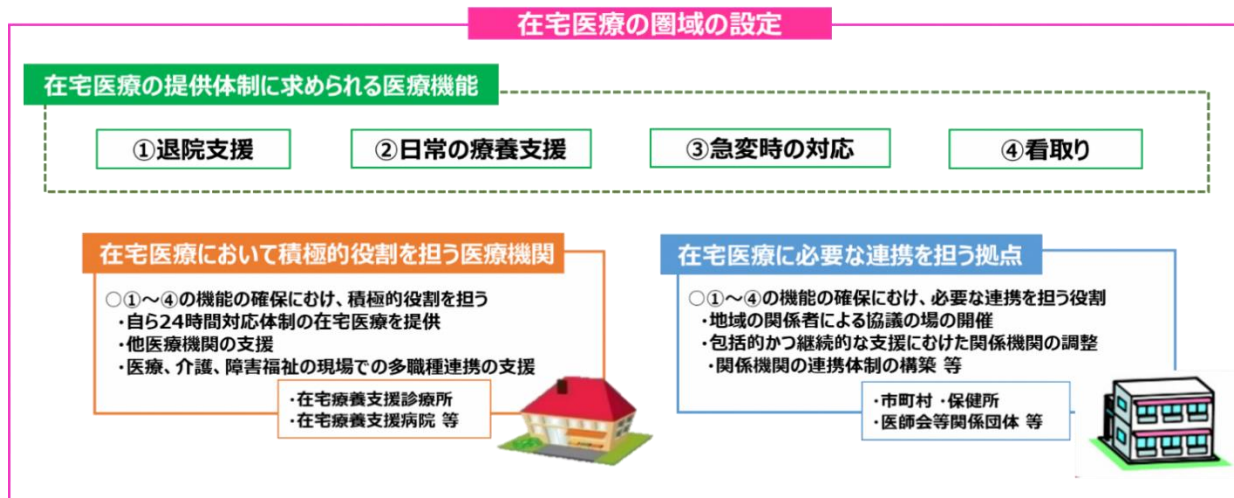 在宅医療の圏域の設定
在宅医療の提供体制に求められる医療機能
①退院支援
②日常の療養支援
③急変時の対応
④看取り
在宅医療において積極的役割を担う医療機関
○①～④の機能の確保にむけ、積極的役割を担う
・自ら24時間対応体制の在宅医療を提供
・他医療機関の支援
・医療、介護、障害福祉の現場での多職種連携の支援
・在宅療養支援診療所
・在宅療養支援病院 等
在宅医療に必要な連携を担う拠点
○①～④の機能の確保にむけ、必要な連携を担う役割
・地域の関係者による協議の場の開催
・包括的かつ継続的な支援にむけた関係機関の調整
・関係機関の連携体制の構築 等
・市町村 ・保健所
・医師会等関係団体 等